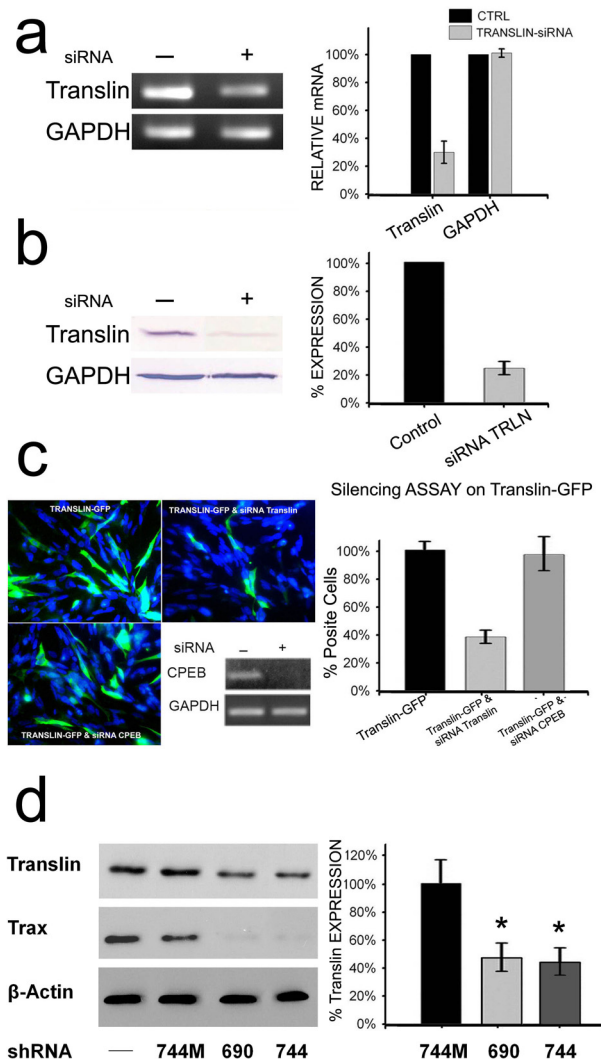 a
siRNA – +
Translin
GAPDH
CTRL
TRANSLIN-siRNA
RELATIVE mRNA
100%
80%
60%
40%
20%
0%
Translin
GAPDH
b
siRNA – +
Translin
GAPDH
% EXPRESSION
100%
80%
60%
40%
20%
0%
Control
siRNA TRLN
c
TRANSLIN-GFP
TRANSLIN-GFP & siRNA Translin
TRANSLIN-GFP & siRNA CPEB
siRNA – +
CPEB
GAPDH
Silencing ASSAY on Translin-GFP
% Posite Cells
100%
80%
60%
40%
20%
0%
Translin-GFP
Translin-GFP &
siRNA Translin
Translin-GFP &
siRNA CPEB
d
Translin
Trax
β-Actin
shRNA — 744M 690 744
% Translin EXPRESSION
120%
100%
80%
60%
40%
20%
0%
* *
744M 690 744